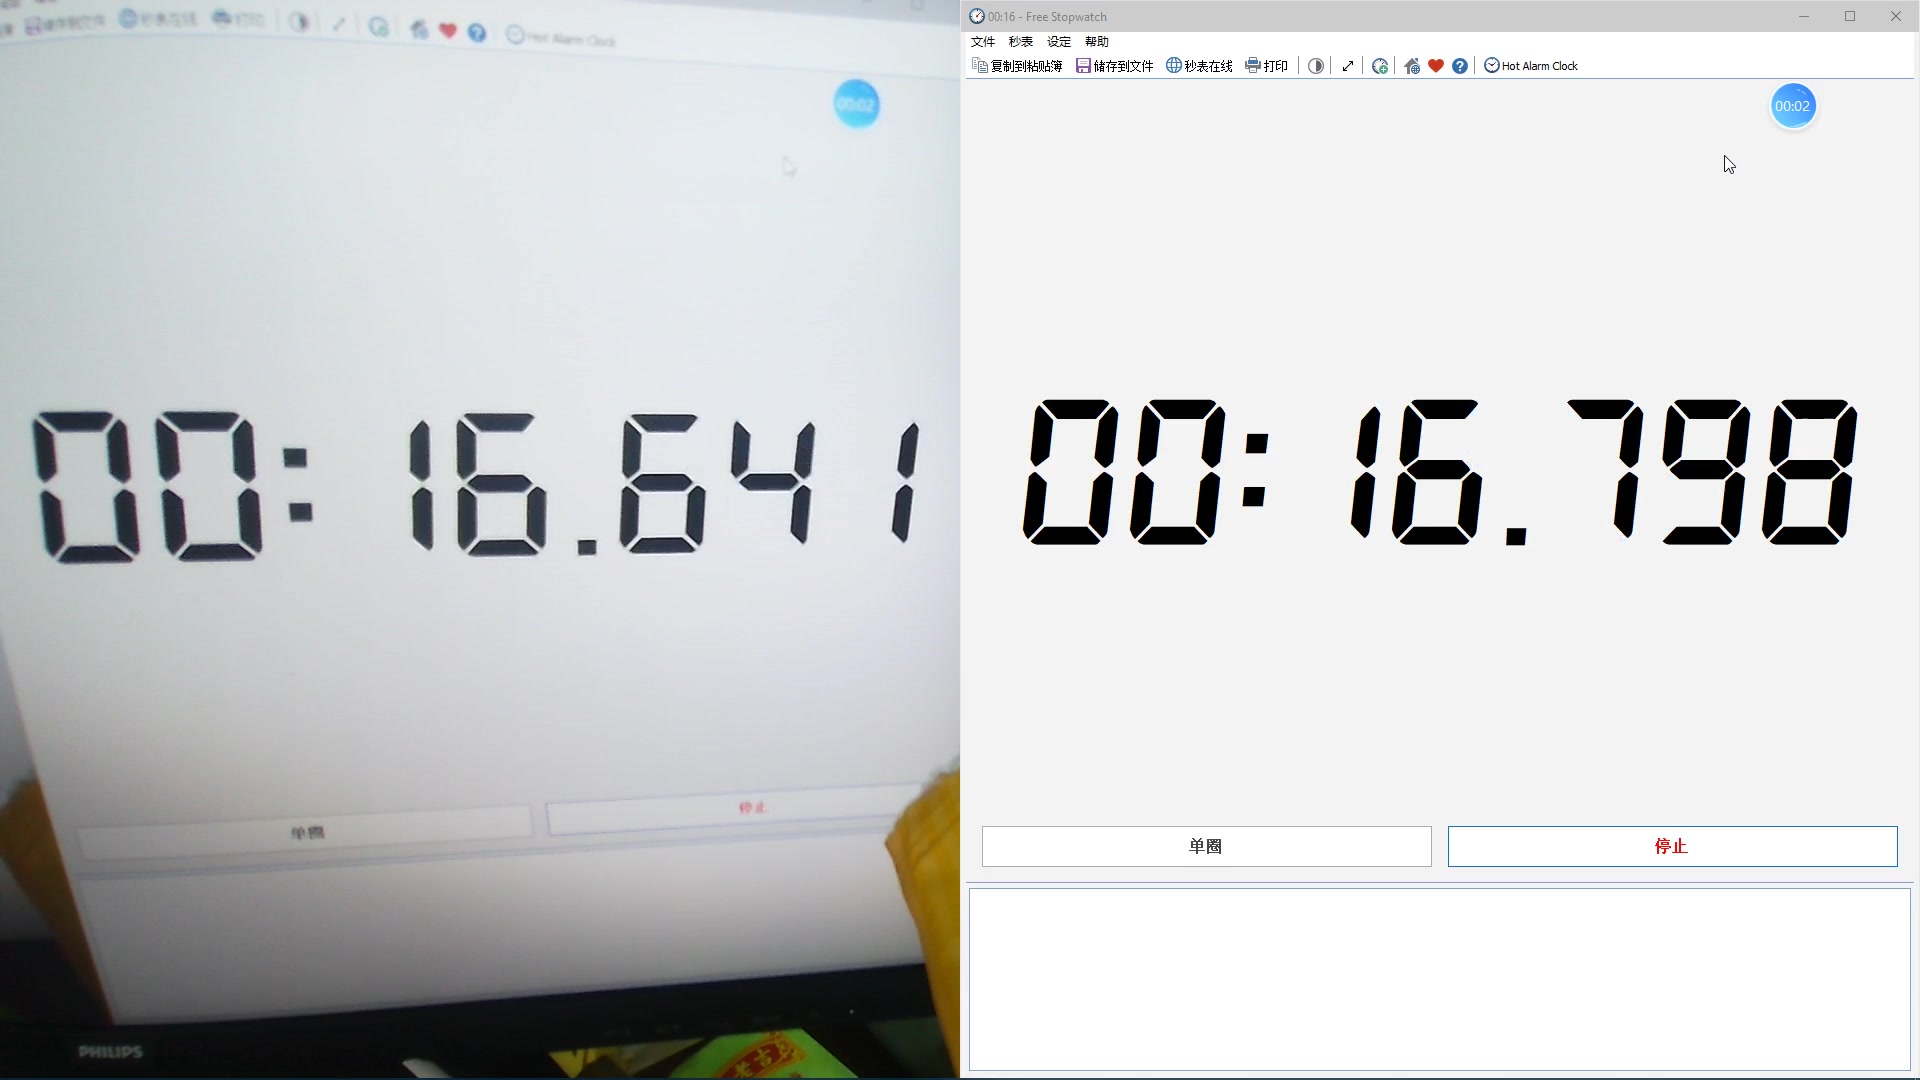 储存到文件 秒表在线 打印 Hot Alarm Clock
00:02
00: 16.641
单圈 停止
PHILIPS
老吉
00:16 - Free Stopwatch
文件 秒表 设定 帮助
复制到粘贴簿 储存到文件 秒表在线 打印 Hot Alarm Clock
00:02
00: 16.798
单圈 停止